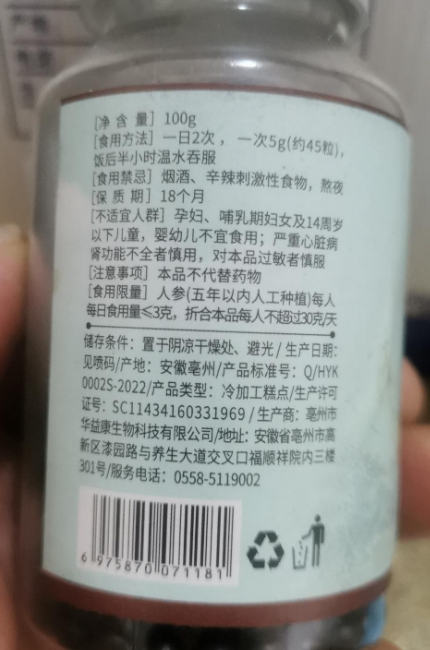 [净 含 量] 100g
[食用方法] 一日2次，一次5g(约45粒)，
饭后半小时温水吞服
[食用禁忌] 烟酒、辛辣刺激性食物，熬夜
[保 质 期] 18个月
[不适宜人群] 孕妇、哺乳期妇女及14周岁
以下儿童，婴幼儿不宜食用；严重心脏病
肾功能不全者慎用，对本品过敏者慎服
[注意事项] 本品不代替药物
[食用限量] 人参(五年以内人工种植)每人
每日食用量≤3克，折合本品每人不超过30克/天
储存条件：置于阴凉干燥处、避光/生产日期：
见喷码/产地：安徽亳州/产品标准号：Q/HYK
0002S-2022/产品类型：冷加工糕点/生产许可
证号：SC11434160331969/生产商：亳州市
华益康生物科技有限公司/地址：安徽省亳州市高
新区漆园路与养生大道交叉口福顺祥院内三楼
301号/服务电话：0558-5119002
6 975870 071181